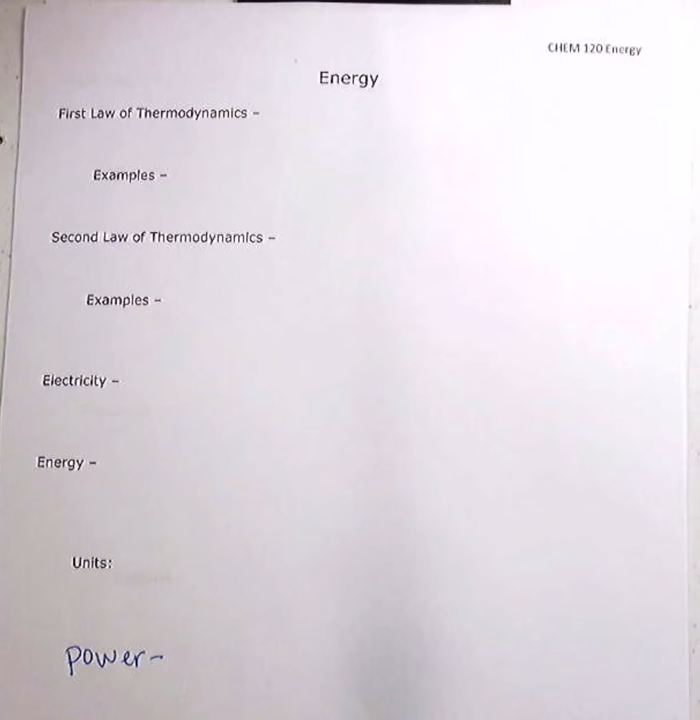 CHEM 120 Energy
Energy
First Law of Thermodynamics –
Examples –
Second Law of Thermodynamics –
Examples –
Electricity –
Energy –
Units:
power-